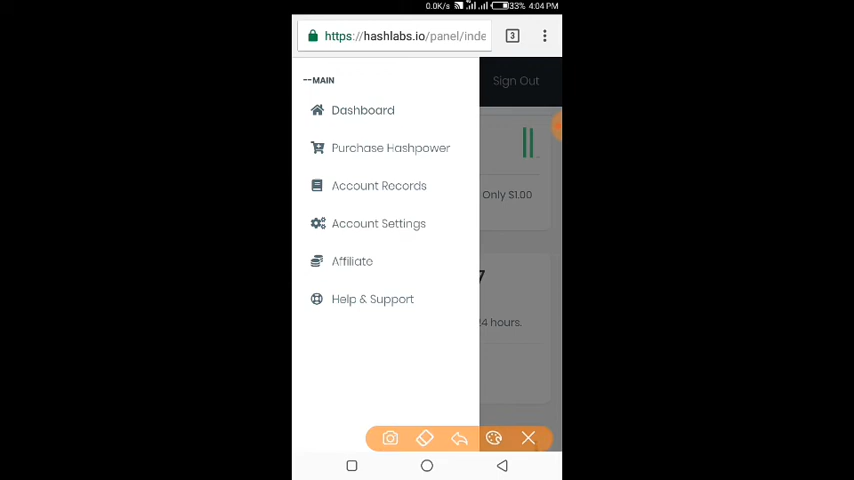 0.0K/s 4G 33% 4:04 PM
https://hashlabs.io/panel/inde
3
--MAIN
Sign Out
Dashboard
Purchase Hashpower
Account Records
Only $1.00
Account Settings
Affiliate
7
Help & Support
24 hours.